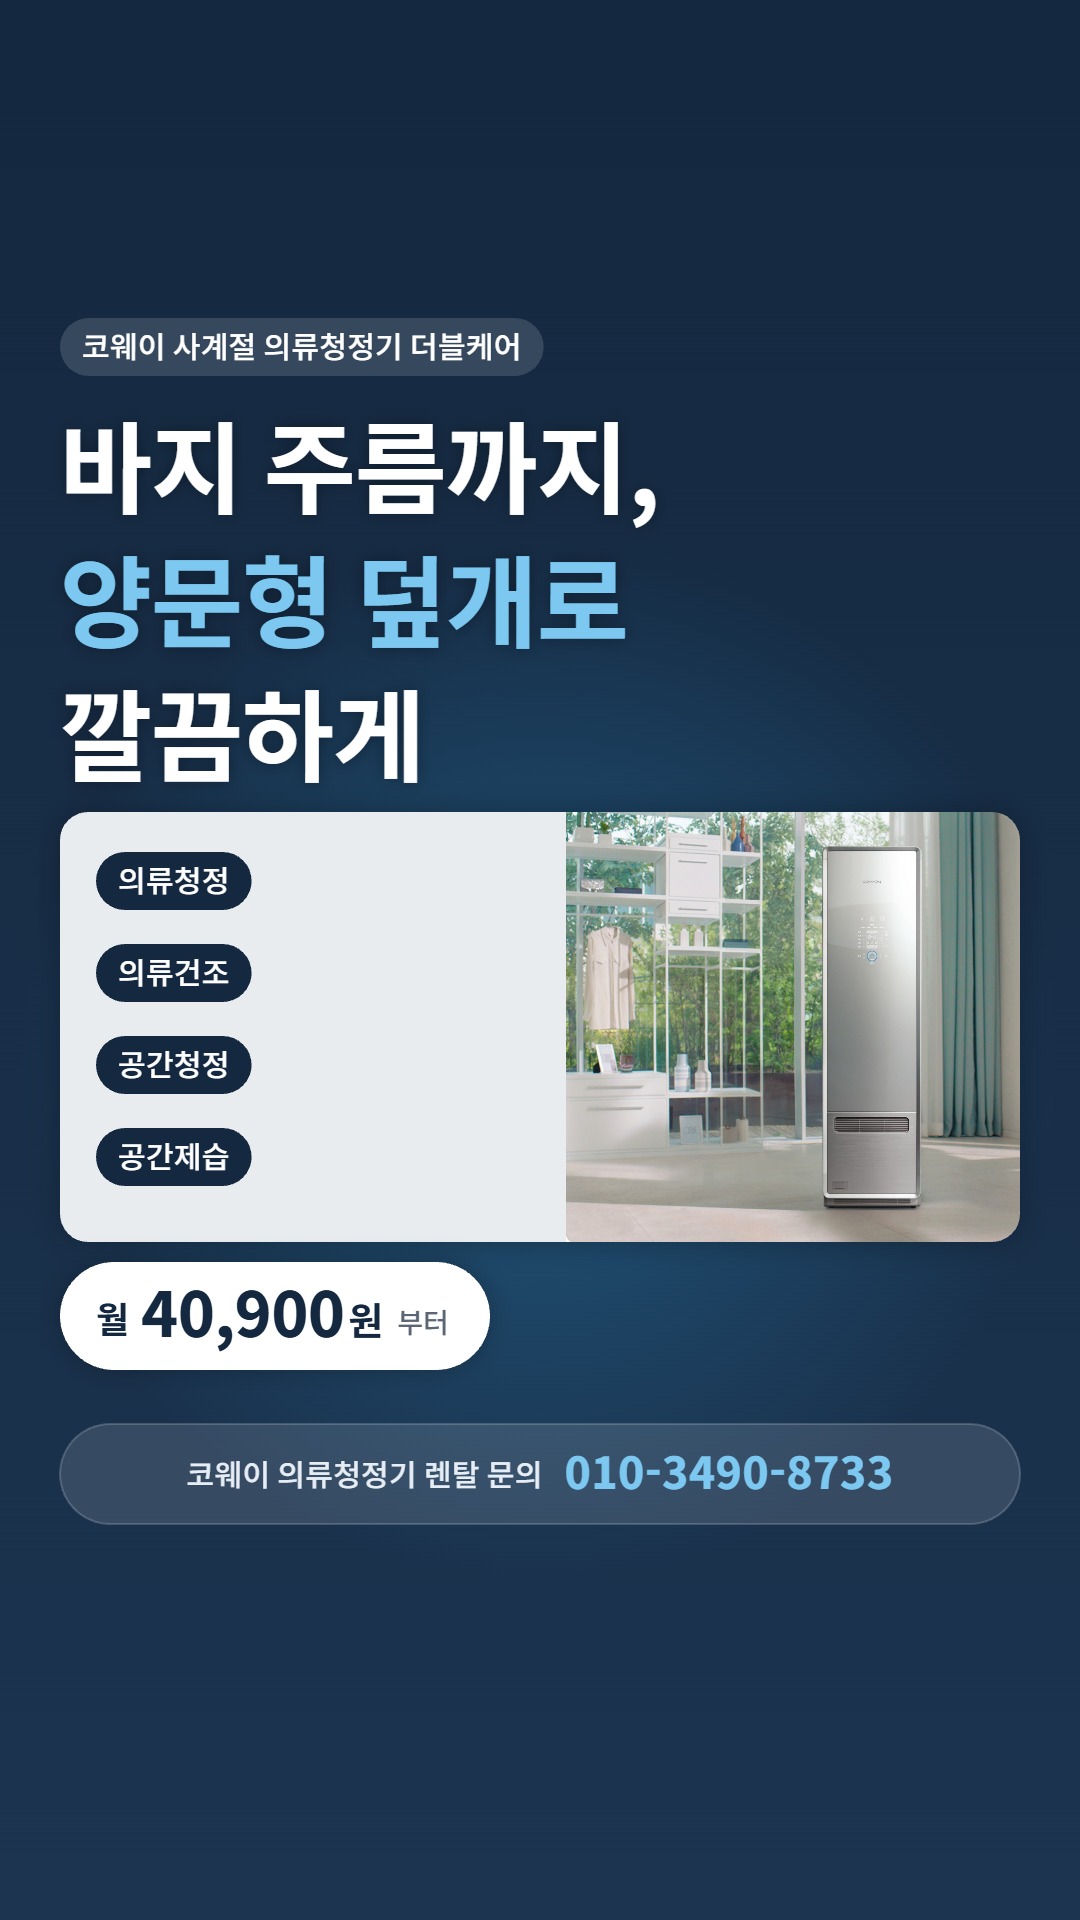 코웨이 사계절 의류청정기 더블케어
바지 주름까지,
양문형 덮개로
깔끔하게
의류청정
의류건조
공간청정
공간제습
월 40,900원 부터
코웨이 의류청정기 렌탈 문의 010-3490-8733